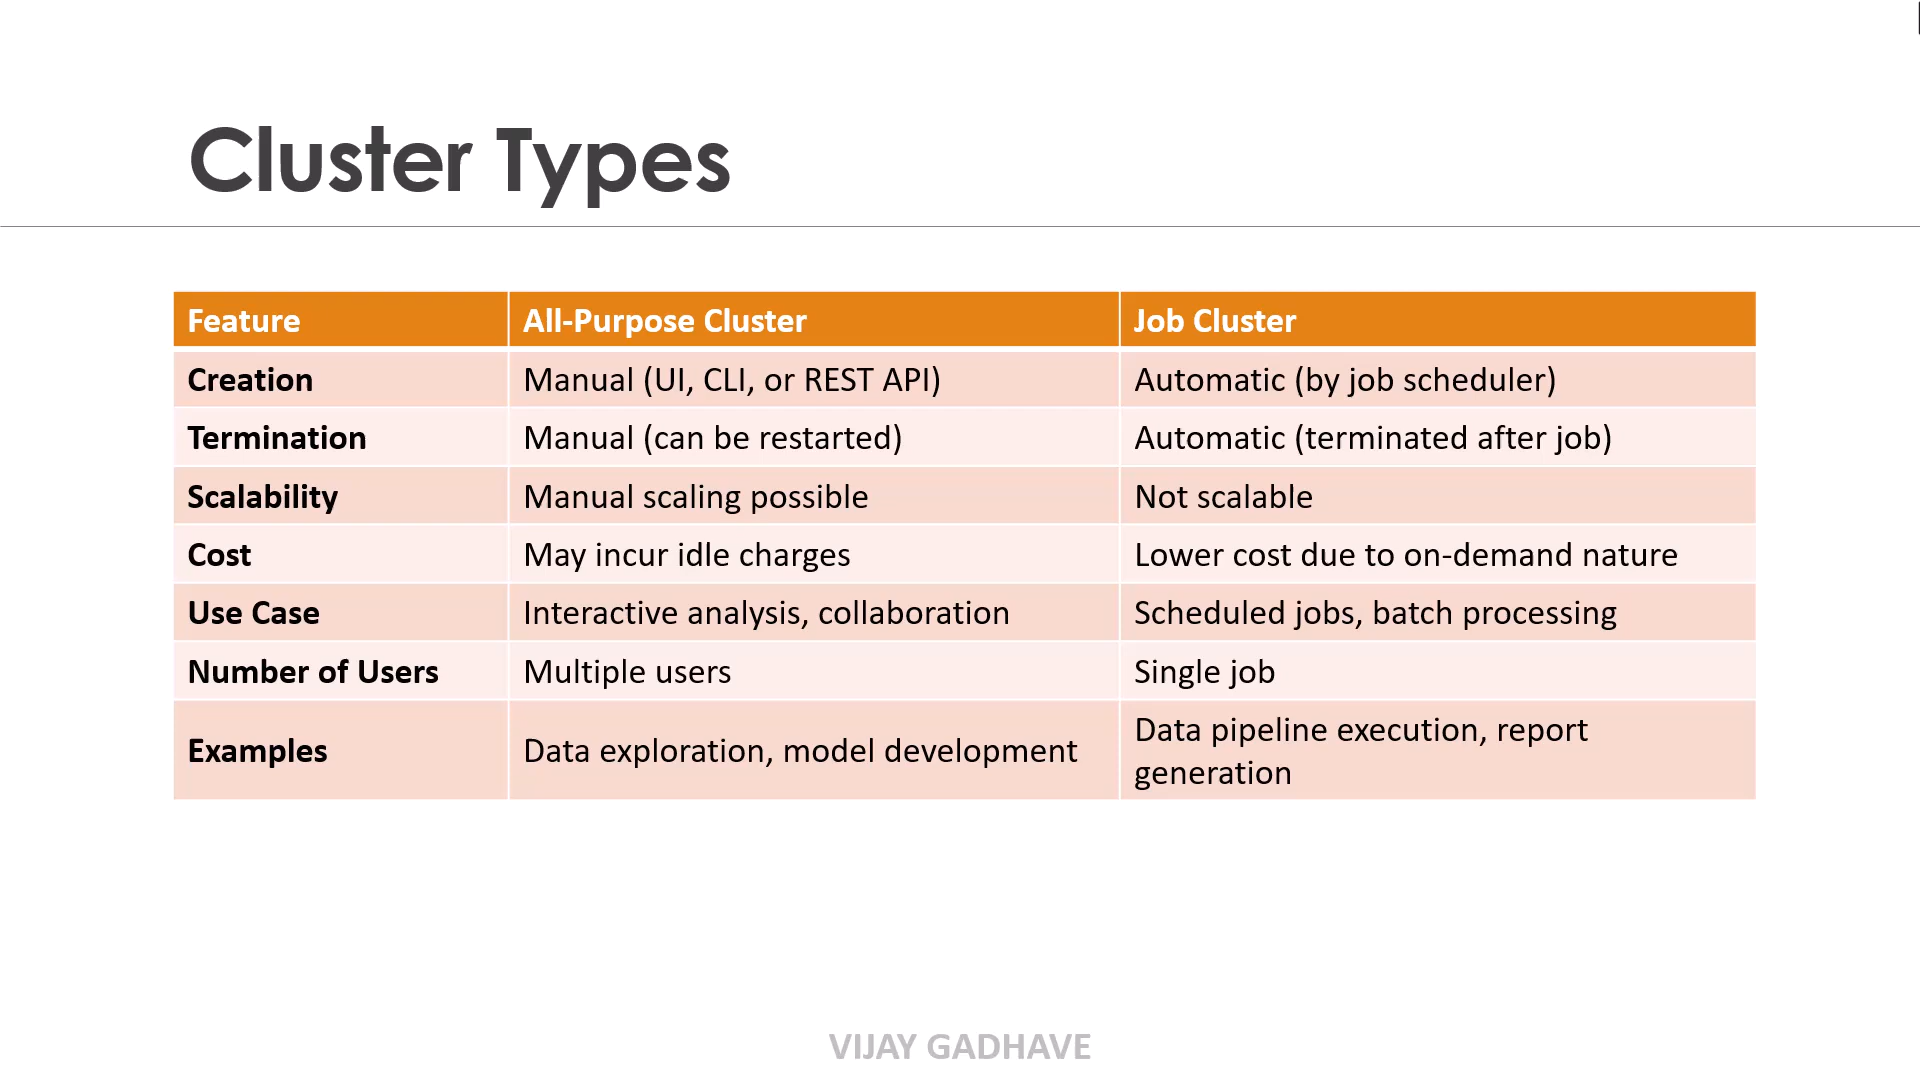 Cluster Types
Feature All-Purpose Cluster Job Cluster
Creation Manual (UI, CLI, or REST API) Automatic (by job scheduler)
Termination Manual (can be restarted) Automatic (terminated after job)
Scalability Manual scaling possible Not scalable
Cost May incur idle charges Lower cost due to on-demand nature
Use Case Interactive analysis, collaboration Scheduled jobs, batch processing
Number of Users Multiple users Single job
Examples Data exploration, model development Data pipeline execution, report
generation
VIJAY GADHAVE